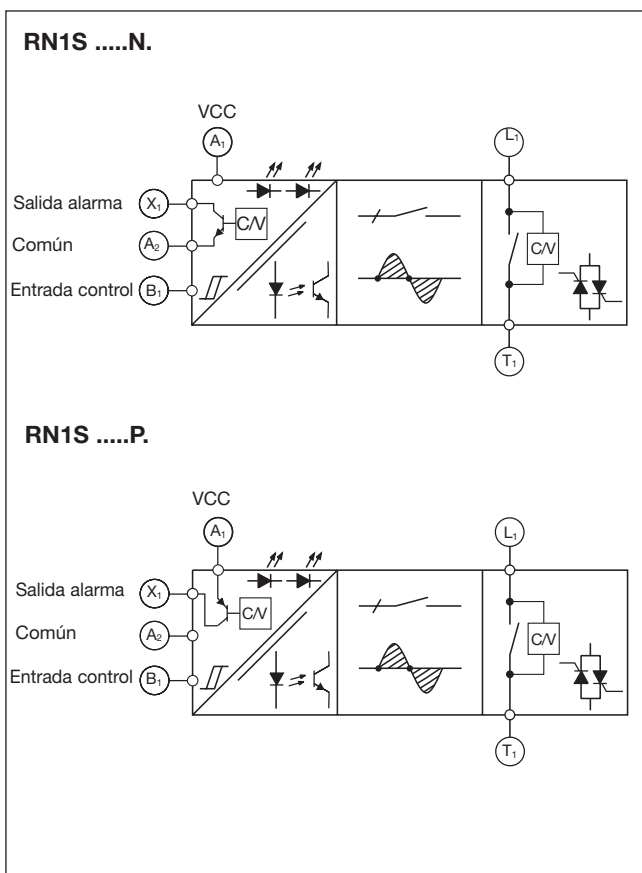 RN1S .....N.
VCC
A1
L1
Salida alarma X1
C/V
Común A2
C/V
Entrada control B1
T1
RN1S .....P.
VCC
A1
L1
Salida alarma X1
C/V
Común A2
C/V
Entrada control B1
T1